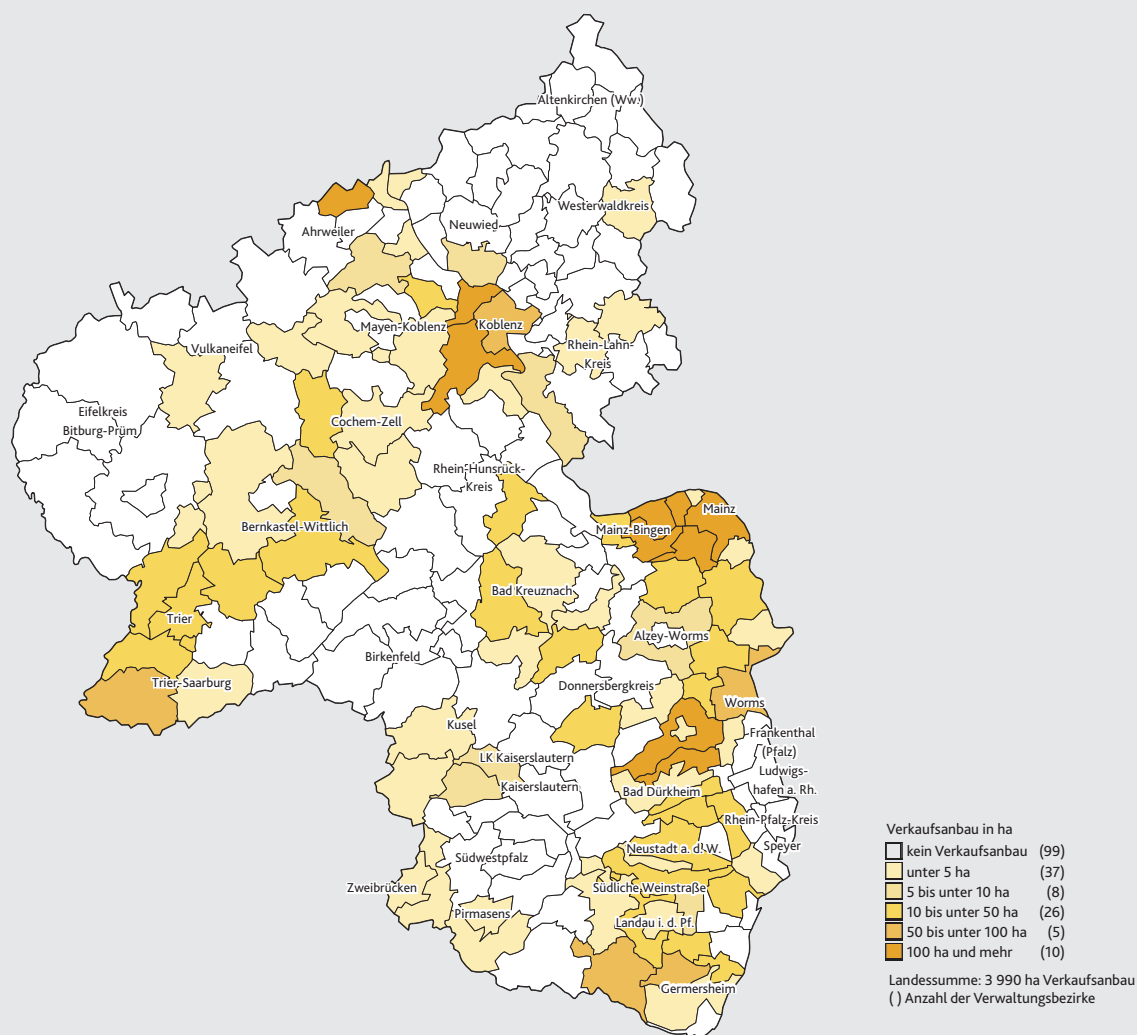 Altenkirchen (Ww.)
Westerwaldkreis
Neuwied
Ahrweiler
Mayen-Koblenz
Koblenz
Vulkaneifel
Rhein-Lahn-
Kreis
Eifelkreis
Bitburg-Prüm
Cochem-Zell
Rhein-Hunsrück-
Kreis
Bernkastel-Wittlich
Mainz
Mainz-Bingen
Bad Kreuznach
Trier
Alzey-Worms
Birkenfeld
Trier-Saarburg
Donnersbergkreis
Worms
Kusel
Frankenthal
(Pfalz)
LK Kaiserslautern
Ludwigs-
hafen a. Rh.
Kaiserslautern
Bad Dürkheim
Rhein-Pfalz-Kreis
Neustadt a. d. W.
Speyer
Südwestpfalz
Zweibrücken
Südliche Weinstraße
Pirmasens
Landau i. d. Pf.
Germersheim
Verkaufsanbau in ha
kein Verkaufsanbau (99)
unter 5 ha (37)
5 bis unter 10 ha (8)
10 bis unter 50 ha (26)
50 bis unter 100 ha (5)
100 ha und mehr (10)
Landessumme: 3 990 ha Verkaufsanbau
( ) Anzahl der Verwaltungsbezirke